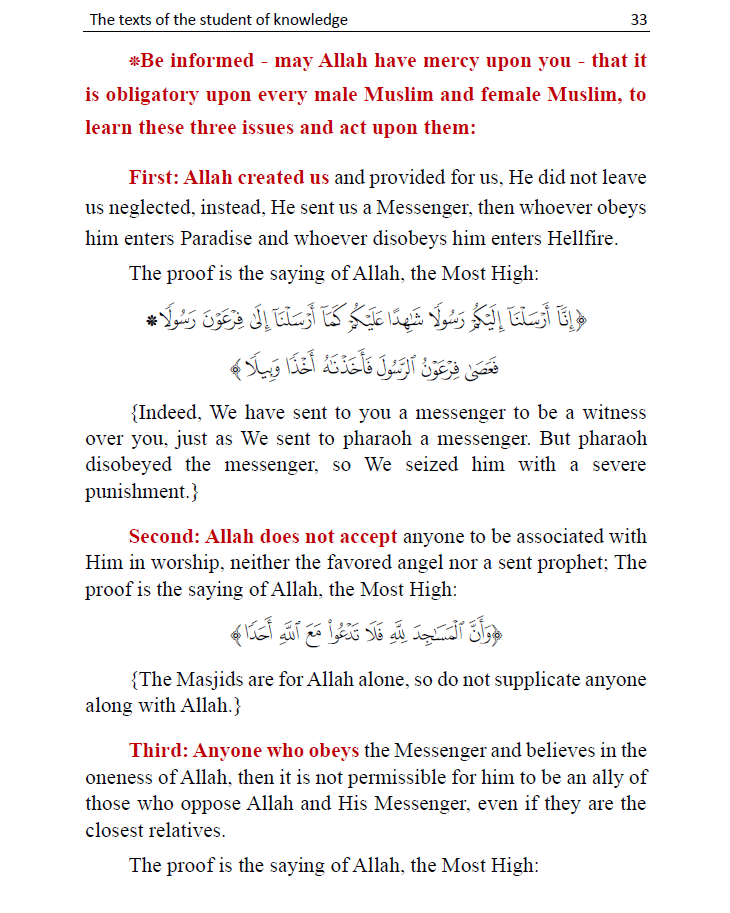 The texts of the student of knowledge 33
❊Be informed - may Allah have mercy upon you - that it
is obligatory upon every male Muslim and female Muslim, to
learn these three issues and act upon them:
First: Allah created us and provided for us, He did not leave
us neglected, instead, He sent us a Messenger, then whoever obeys
him enters Paradise and whoever disobeys him enters Hellfire.
The proof is the saying of Allah, the Most High:
﴿إِنَّآ أَرۡسَلۡنَآ إِلَيۡكُمۡ رَسُولٗا شَٰهِدًا عَلَيۡكُمۡ كَمَآ أَرۡسَلۡنَآ إِلَىٰ فِرۡعَوۡنَ رَسُولٗا ❊
فَعَصَىٰ فِرۡعَوۡنُ ٱلرَّسُولَ فَأَخَذۡنَٰهُ أَخۡذٗا وَبِيلٗا﴾
{Indeed, We have sent to you a messenger to be a witness
over you, just as We sent to pharaoh a messenger. But pharaoh
disobeyed the messenger, so We seized him with a severe
punishment.}
Second: Allah does not accept anyone to be associated with
Him in worship, neither the favored angel nor a sent prophet; The
proof is the saying of Allah, the Most High:
﴿وَأَنَّ ٱلۡمَسَٰجِدَ لِلَّهِ فَلَا تَدۡعُواْ مَعَ ٱللَّهِ أَحَدٗا﴾
{The Masjids are for Allah alone, so do not supplicate anyone
along with Allah.}
Third: Anyone who obeys the Messenger and believes in the
oneness of Allah, then it is not permissible for him to be an ally of
those who oppose Allah and His Messenger, even if they are the
closest relatives.
The proof is the saying of Allah, the Most High: